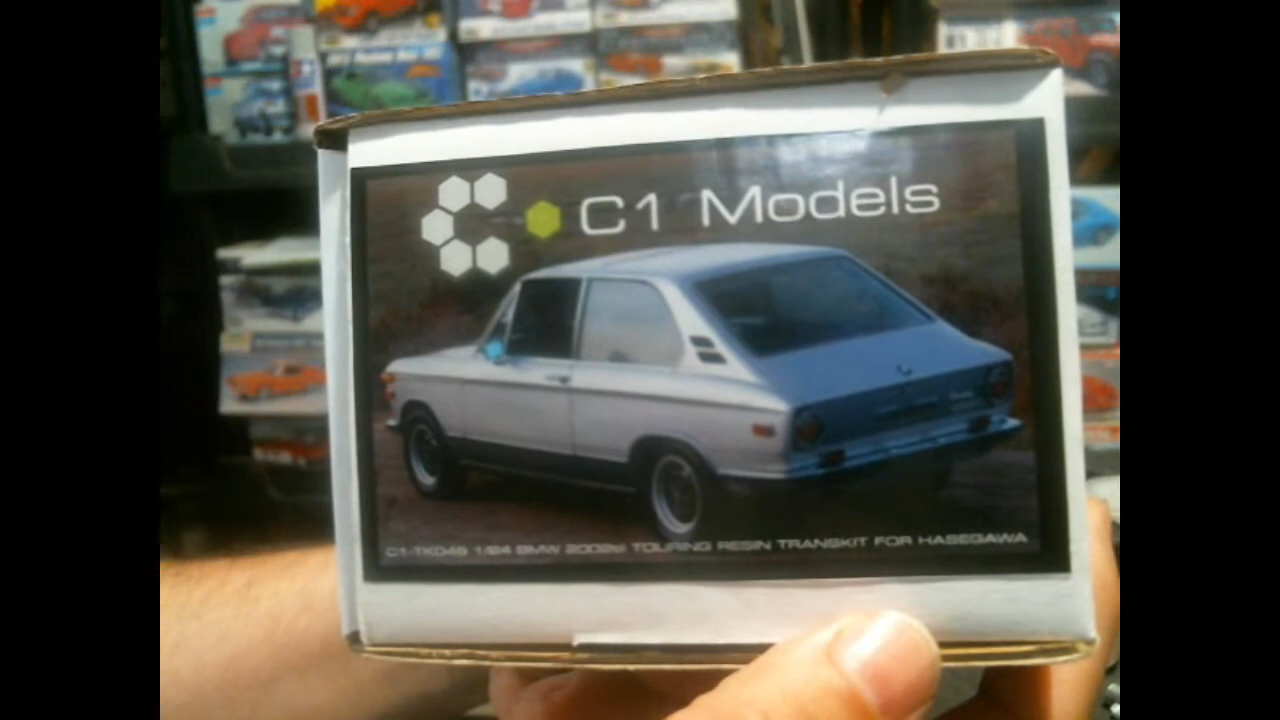 C1 Models
C1-TK049 1/24 BMW 2002tii TOURING RESIN TRANSKIT FOR HASEGAWA